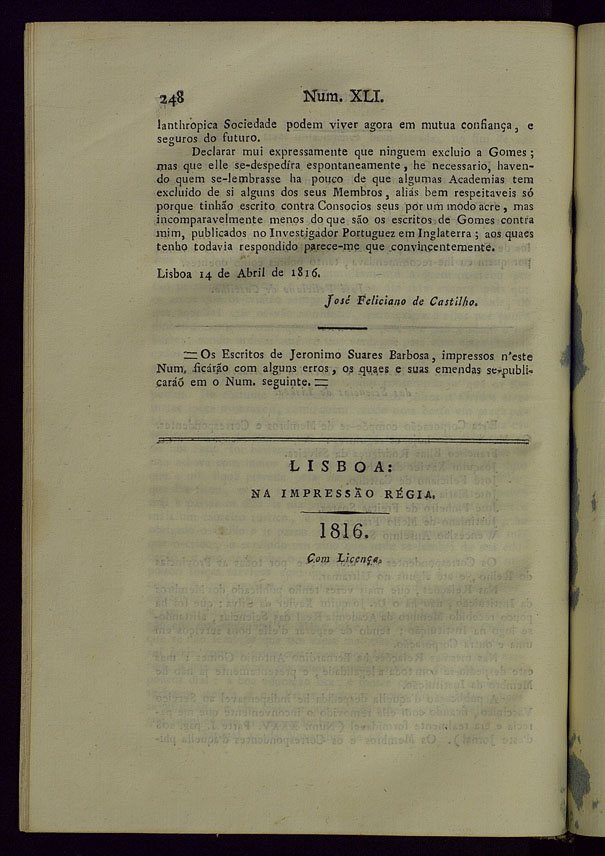 248 Num. XLI.
lanthropica Sociedade podem viver agora em mutua confiança, e
seguros do futuro.
Declarar mui expressamente que ninguem excluio a Gomes;
mas que elle se-despedíra espontaneamente, he necessario, haven-
do quem se-lembrasse ha pouco de que algumas Academias tem
excluido de si alguns dos seus Membros, aliàs bem respeitaveis só
porque tinhão escrito contra Consocios seus por um modo acre, mas
incomparavelmente menos do que são os escritos de Gomes contra
mim, publicados no Investigador Portuguez em Inglaterra; aos quaes
tenho todavia respondido parece-me que convincentemente.
Lisboa 14 de Abril de 1816.
José Feliciano de Castilho.
Os Escritos de Jeronimo Suares Barbosa, impressos n'este
Num. ficárão com alguns erros, os quaes e suas emendas se-publi-
caráõ em o Num. seguinte.
LISBOA:
NA IMPRESSÃO RÉGIA.
1816.
Com Licença.